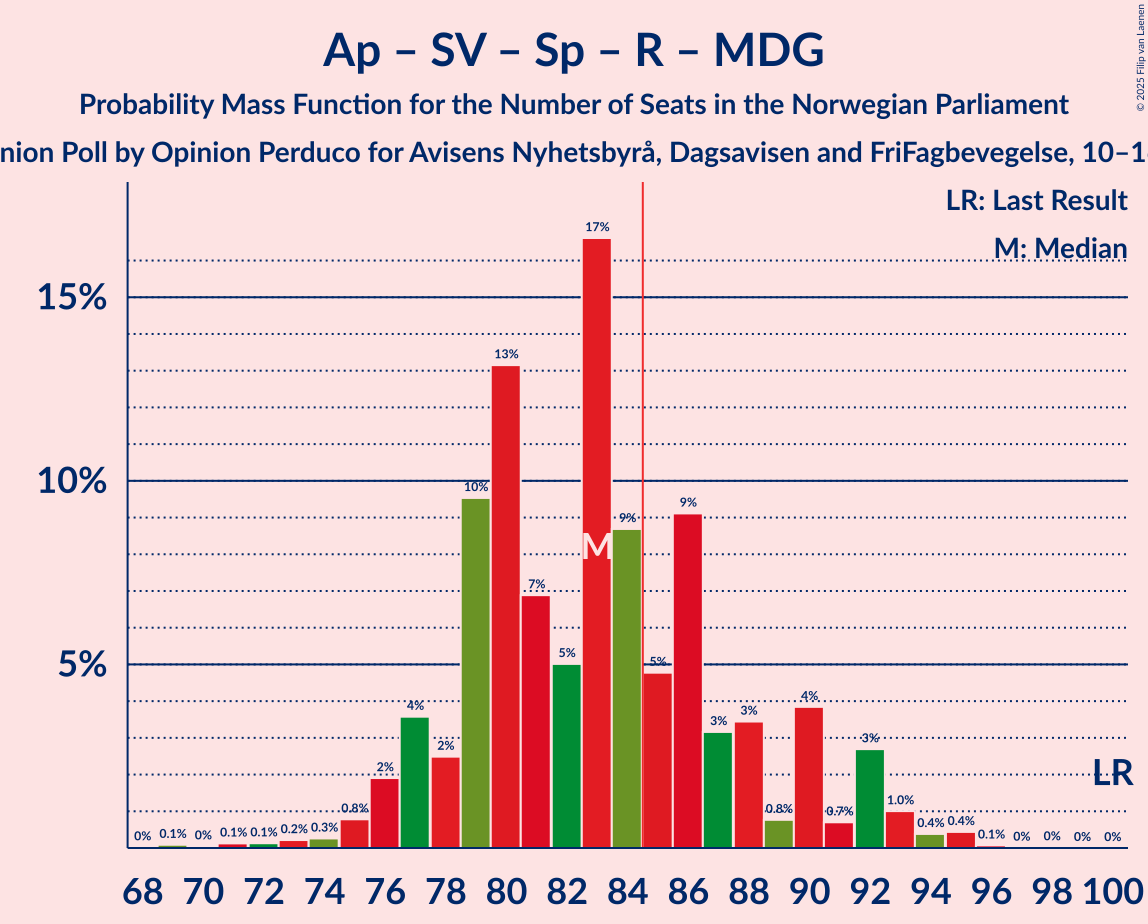 Ap – SV – Sp – R – MDG
Probability Mass Function for the Number of Seats in the Norwegian Parliament
nion Poll by Opinion Perduco for Avisens Nyhetsbyrå, Dagsavisen and FriFagbevegelse, 10–1
© 2025 Filip van Laenen
LR: Last Result
M: Median
15%
10%
5%
0% 0.1% 0% 0.1% 0.1% 0.2% 0.3% 0.8% 2% 4% 2% 10% 13% 7% 5% 17% 9% 5% 9% 3% 3% 0.8% 4% 0.7% 3% 1.0% 0.4% 0.4% 0.1% 0% 0% 0% 0%
M
LR
68 70 72 74 76 78 80 82 84 86 88 90 92 94 96 98 100